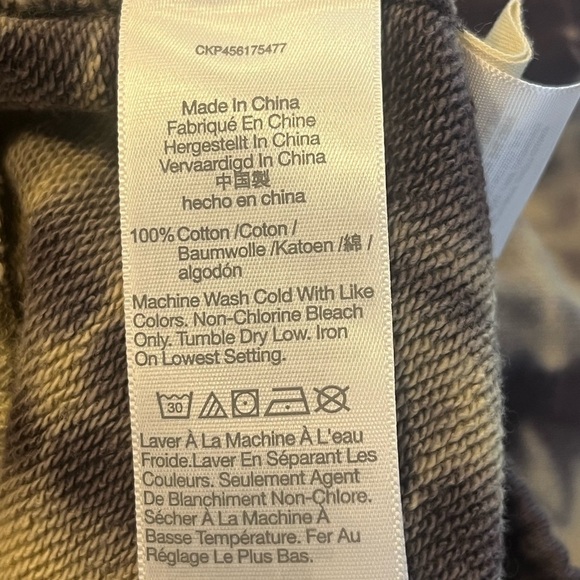 CKP456175477
Made In China
Fabriqué En Chine
Hergestellt In China
Vervaardigd In China
中国製
hecho en china
100% Cotton /Coton /
Baumwolle /Katoen /綿 /
algodón
Machine Wash Cold With Like
Colors. Non-Chlorine Bleach
Only. Tumble Dry Low. Iron
On Lowest Setting.
30
Laver À La Machine À L'eau
Froide.Laver En Séparant Les
Couleurs. Seulement Agent
De Blanchiment Non-Chlore.
Sécher À La Machine À
Basse Température. Fer Au
Réglage Le Plus Bas.